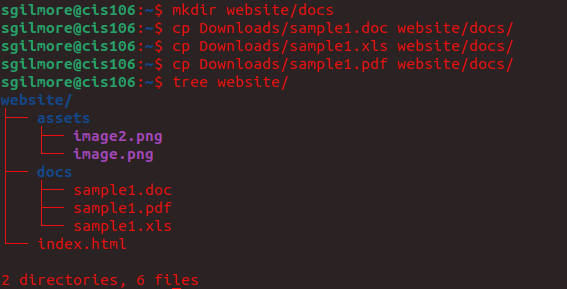 sgilmore@cis106:~$ mkdir website/docs
sgilmore@cis106:~$ cp Downloads/sample1.doc website/docs/
sgilmore@cis106:~$ cp Downloads/sample1.xls website/docs/
sgilmore@cis106:~$ cp Downloads/sample1.pdf website/docs/
sgilmore@cis106:~$ tree website/
website/
├── assets
│   ├── image2.png
│   └── image.png
├── docs
│   ├── sample1.doc
│   ├── sample1.pdf
│   └── sample1.xls
└── index.html
2 directories, 6 files